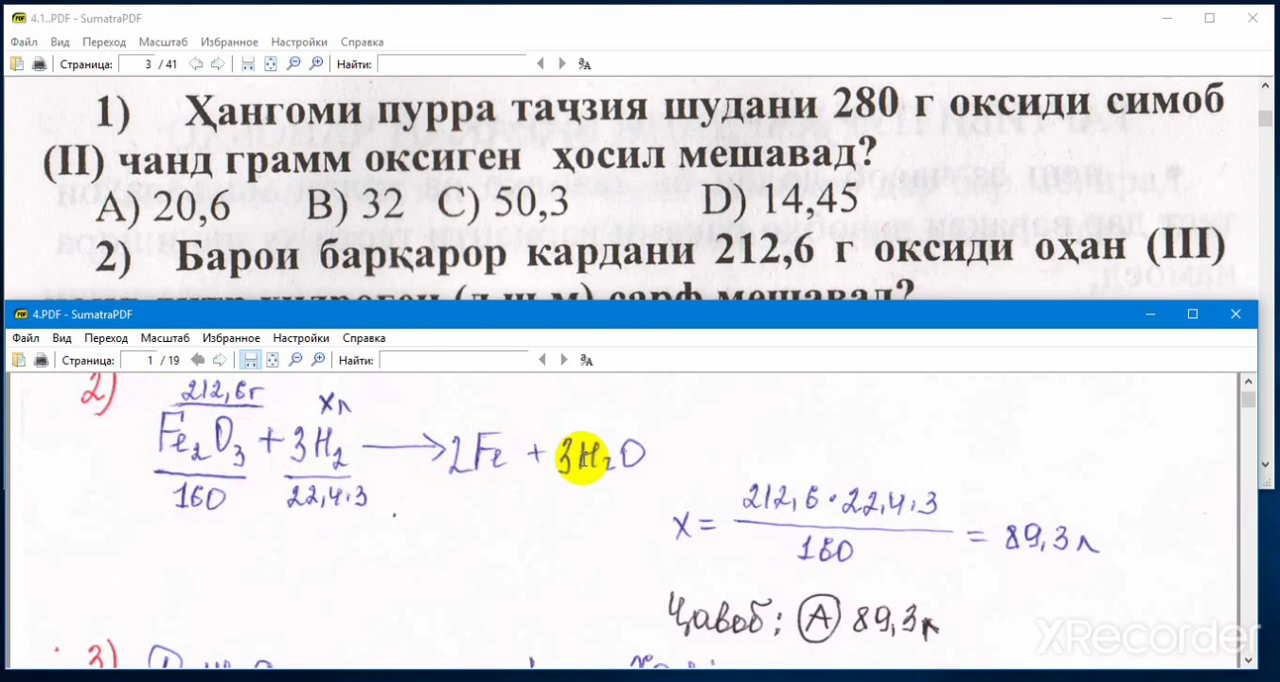 4.1..PDF - SumatraPDF
Файл Вид Переход Масштаб Избранное Настройки Справка
Страница: 3 / 41 Найти:
1) Ҳангоми пурра таҷзия шудани 280 г оксиди симоб
(II) чанд грамм оксиген ҳосил мешавад?
A) 20,6 B) 32 C) 50,3 D) 14,45
2) Барои барқарор кардани 212,6 г оксиди оҳан (III)
гидроген (д.ш.м) сарф мешавад?
4.PDF - SumatraPDF
Файл Вид Переход Масштаб Избранное Настройки Справка
Страница: 1 / 19 Найти:
2) 212,6г xл
Fe₂O₃ + 3H₂ ⟶ 2Fe + 3H₂O
160 22,4·3
x = 212,6·22,4·3 / 160 = 89,3 л
Ҷавоб: A 89,3л
3)
XRecorder